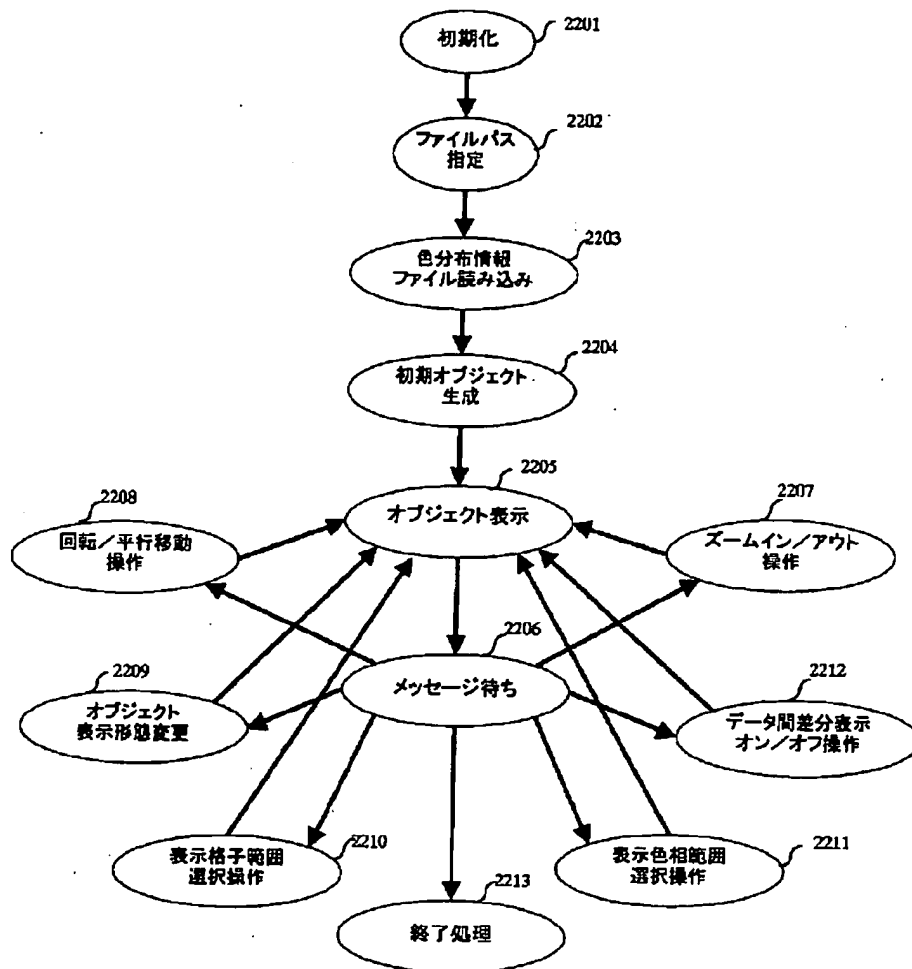 初期化
2201
ファイルパス
指定
2202
色分布情報
ファイル読み込み
2203
初期オブジェクト
生成
2204
オブジェクト表示
2205
2208
回転／平行移動
操作
2207
ズームイン／アウト
操作
2206
メッセージ待ち
2209
オブジェクト
表示形態変更
2212
データ間差分表示
オン／オフ操作
表示格子範囲
選択操作
2210
表示色相範囲
選択操作
2211
2213
終了処理